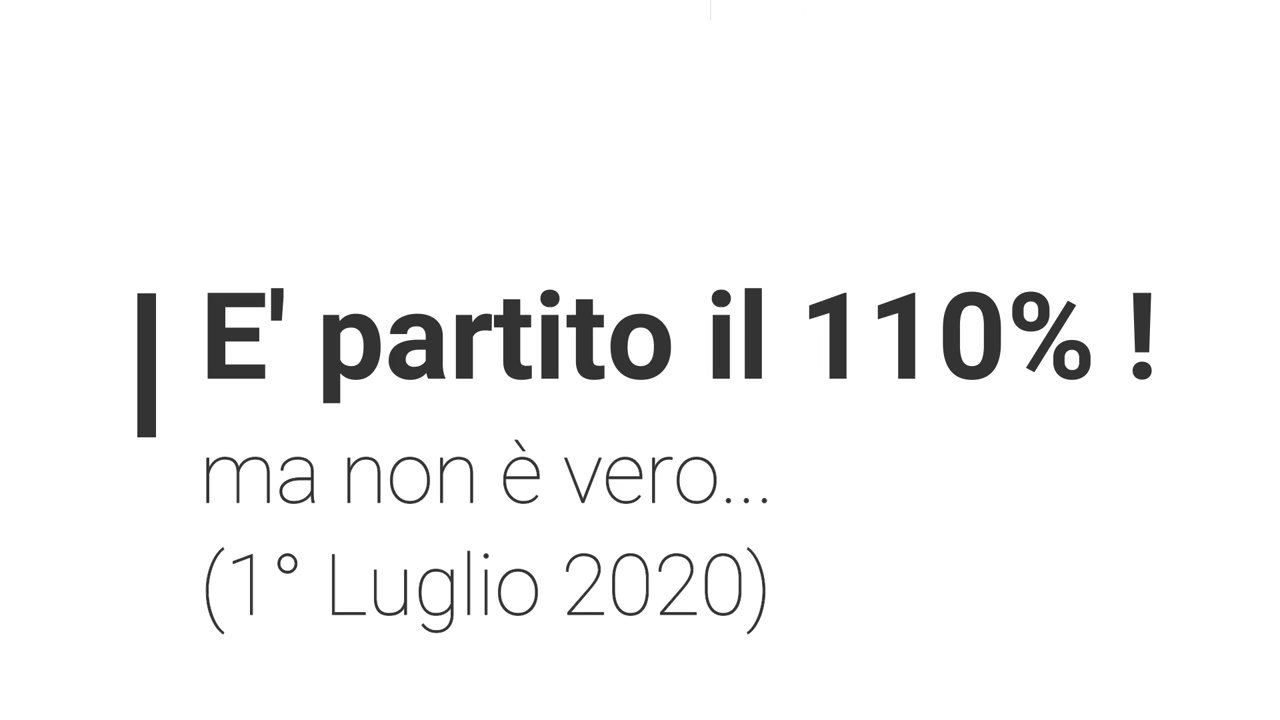 E' partito il 110% !
ma non è vero...
(1° Luglio 2020)